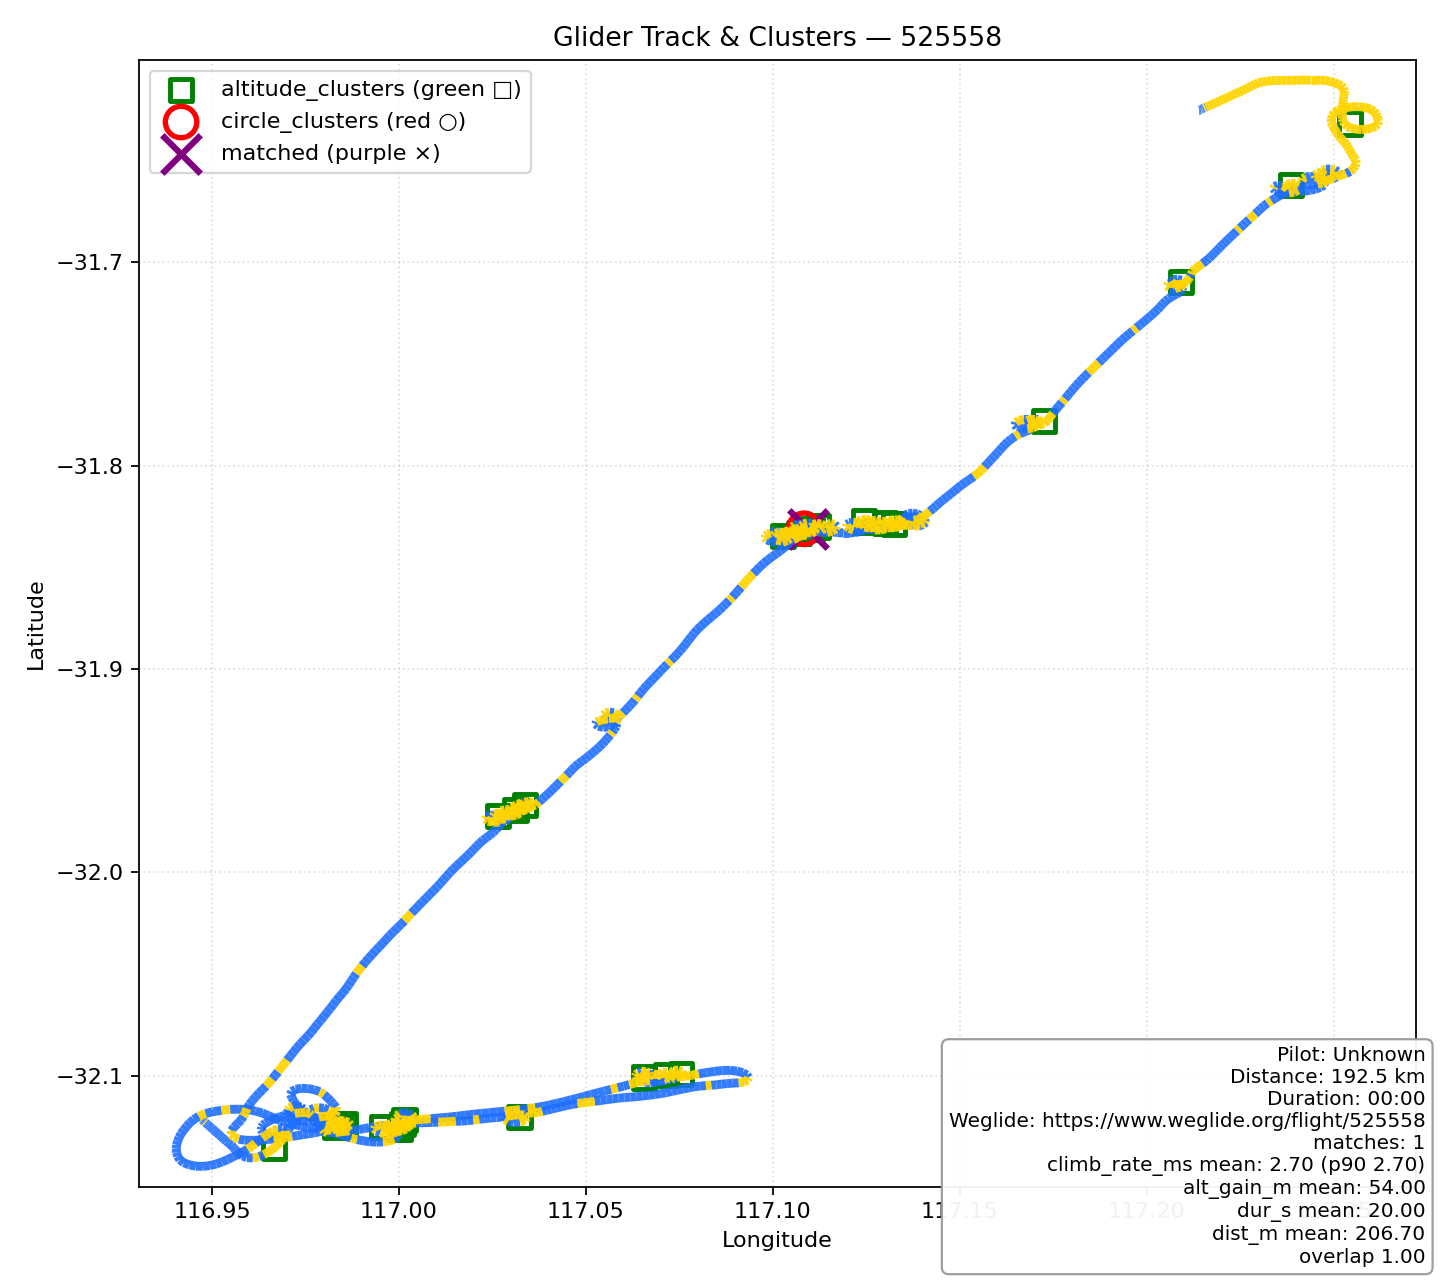 Glider Track & Clusters — 525558
altitude_clusters (green □)
circle_clusters (red ○)
matched (purple ×)
Latitude
−31.7
−31.8
−31.9
−32.0
−32.1
116.95
117.00
117.05
117.10
117.15
117.20
Longitude
Pilot: Unknown
Distance: 192.5 km
Duration: 00:00
Weglide: https://www.weglide.org/flight/525558
matches: 1
climb_rate_ms mean: 2.70 (p90 2.70)
alt_gain_m mean: 54.00
dur_s mean: 20.00
dist_m mean: 206.70
overlap 1.00